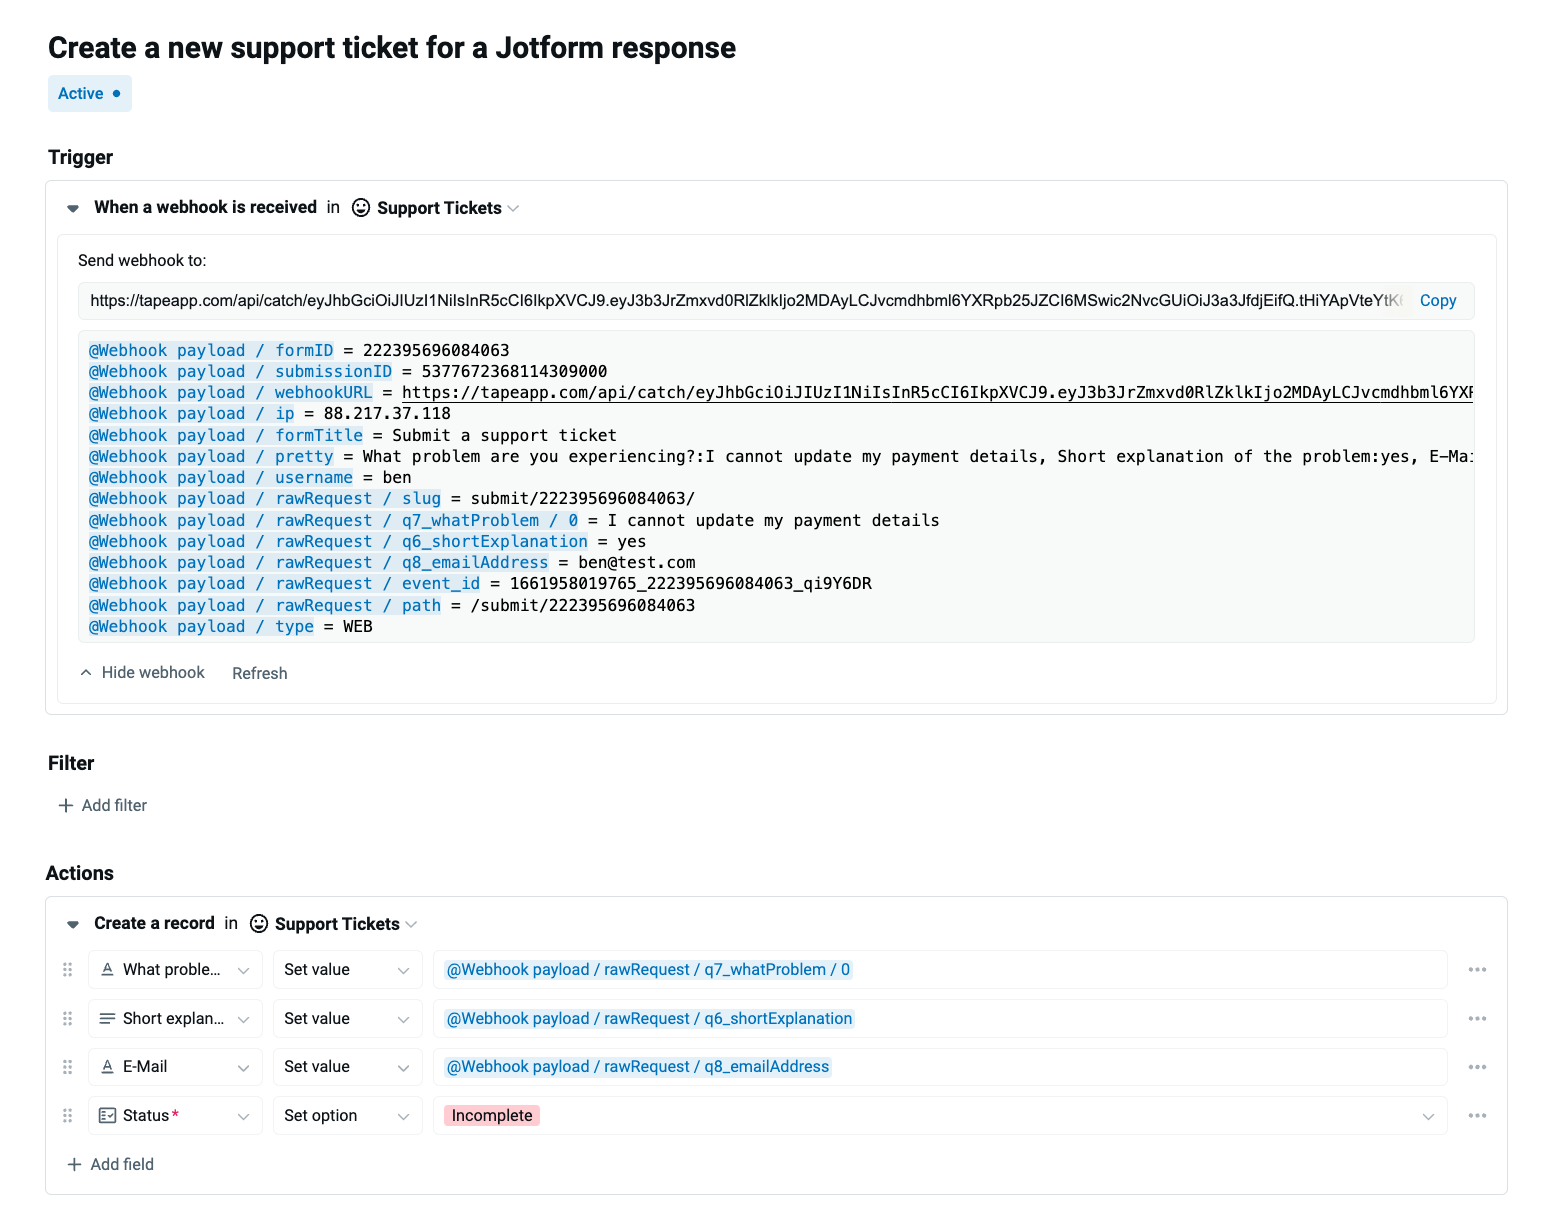 Create a new support ticket for a Jotform response
Active
Trigger
When a webhook is received in Support Tickets
Send webhook to:
https://tapeapp.com/api/catch/eyJhbGciOiJIUzI1NiIsInR5cCI6IkpXVCJ9.eyJ3b3JrZmxvd0RlZklkIjo2MDAyLCJvcmdhbml6YXRpb25JZCI6MSwic2NvcGUiOiJ3a3JfdjEifQ.tHiYApVteYtK Copy
@Webhook payload / formID = 222395696084063
@Webhook payload / submissionID = 5377672368114309000
@Webhook payload / webhookURL = https://tapeapp.com/api/catch/eyJhbGciOiJIUzI1NiIsInR5cCI6IkpXVCJ9.eyJ3b3JrZmxvd0RlZklkIjo2MDAyLCJvcmdhbml6YX
@Webhook payload / ip = 88.217.37.118
@Webhook payload / formTitle = Submit a support ticket
@Webhook payload / pretty = What problem are you experiencing?:I cannot update my payment details, Short explanation of the problem:yes, E-Mai
@Webhook payload / username = ben
@Webhook payload / rawRequest / slug = submit/222395696084063/
@Webhook payload / rawRequest / q7_whatProblem / 0 = I cannot update my payment details
@Webhook payload / rawRequest / q6_shortExplanation = yes
@Webhook payload / rawRequest / q8_emailAddress = ben@test.com
@Webhook payload / rawRequest / event_id = 1661958019765_222395696084063_qi9Y6DR
@Webhook payload / rawRequest / path = /submit/222395696084063
@Webhook payload / type = WEB
Hide webhook Refresh
Filter
Add filter
Actions
Create a record in Support Tickets
What proble... Set value @Webhook payload / rawRequest / q7_whatProblem / 0
Short explan... Set value @Webhook payload / rawRequest / q6_shortExplanation
E-Mail Set value @Webhook payload / rawRequest / q8_emailAddress
Status* Set option Incomplete
Add field